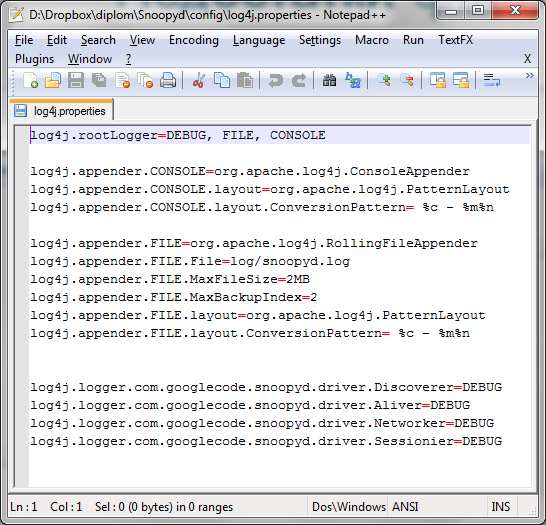 D:\Dropbox\diplom\Snoopyd\config\log4j.properties - Notepad++
File Edit Search View Encoding Language Settings Macro Run TextFX
Plugins Window ? X
log4j.properties
log4j.rootLogger=DEBUG, FILE, CONSOLE
log4j.appender.CONSOLE=org.apache.log4j.ConsoleAppender
log4j.appender.CONSOLE.layout=org.apache.log4j.PatternLayout
log4j.appender.CONSOLE.layout.ConversionPattern= %c - %m%n
log4j.appender.FILE=org.apache.log4j.RollingFileAppender
log4j.appender.FILE.File=log/snoopyd.log
log4j.appender.FILE.MaxFileSize=2MB
log4j.appender.FILE.MaxBackupIndex=2
log4j.appender.FILE.layout=org.apache.log4j.PatternLayout
log4j.appender.FILE.layout.ConversionPattern= %c - %m%n
log4j.logger.com.googlecode.snoopyd.driver.Discoverer=DEBUG
log4j.logger.com.googlecode.snoopyd.driver.Aliver=DEBUG
log4j.logger.com.googlecode.snoopyd.driver.Networker=DEBUG
log4j.logger.com.googlecode.snoopyd.driver.Sessionier=DEBUG
Ln : 1 Col : 1 Sel : 0 (0 bytes) in 0 ranges Dos\Windows ANSI INS